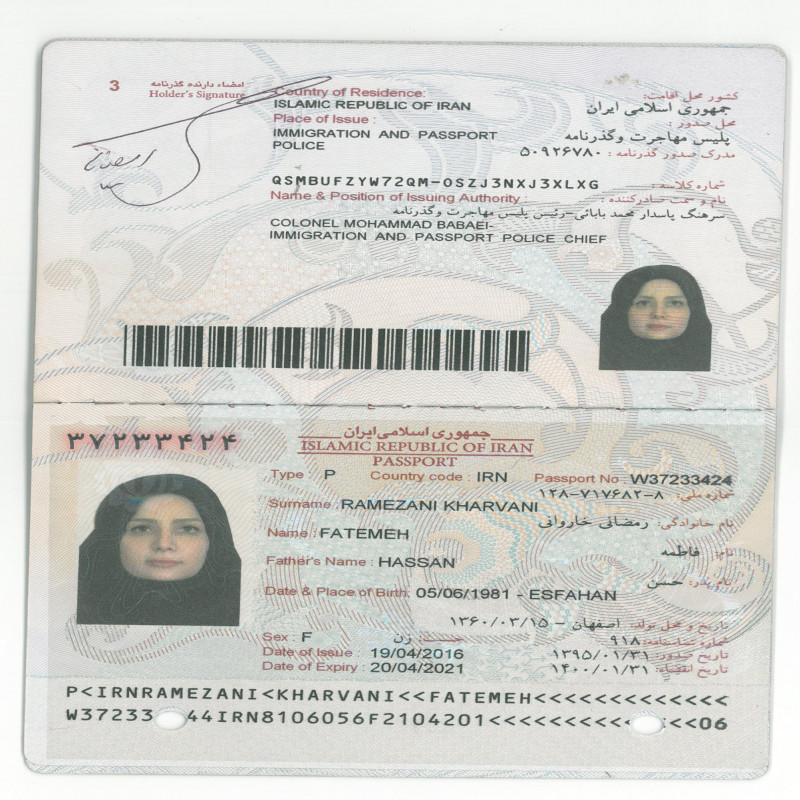 3
امضاء دارنده گذرنامه
Holder's Signature
Country of Residence:
کشور محل اقامت:
ISLAMIC REPUBLIC OF IRAN
جمهوری اسلامی ایران
Place of Issue :
محل صدور :
IMMIGRATION AND PASSPORT
POLICE
پلیس مهاجرت وگذرنامه
مدرک صدور گذرنامه : ۵۰۹۲۶۷۸۰
QSMBUFZYW72QM-OSZJ3NXJ3XLXG
شماره کلاسه :
Name & Position of Issuing Authority :
نام و سمت صادرکننده :
سرهنگ پاسدار محمد بابائی-رئیس پلیس مهاجرت وگذرنامه
COLONEL MOHAMMAD BABAEI-
IMMIGRATION AND PASSPORT POLICE CHIEF
۳۷۲۳۳۴۲۴
جمهوری اسلامی ایران
ISLAMIC REPUBLIC OF IRAN
PASSPORT
Type : P Country code : IRN Passport No : W37233424
شماره ملی: ۱۲۸-۷۱۷۶۸۲-۸
Surname : RAMEZANI KHARVANI
نام خانوادگی: رمضانی خاروانی
Name : FATEMEH
نام: فاطمه
Father's Name : HASSAN
نام پدر: حسن
Date & Place of Birth: 05/06/1981 - ESFAHAN
تاریخ و محل تولد: اصفهان - ۱۳۶۰/۰۳/۱۵
Sex : F
جنسیت: زن
شماره شناسنامه: ۹۱۸
Date of Issue : 19/04/2016
تاریخ صدور: ۱۳۹۵/۰۱/۳۱
Date of Expiry : 20/04/2021
تاریخ انقضاء: ۱۴۰۰/۰۱/۳۱
P<IRNRAMEZANI<KHARVANI<<FATEMEH<<<<<<<<<<<<<
W37233 44IRN8106056F2104201<<<<<<<<<< <<06